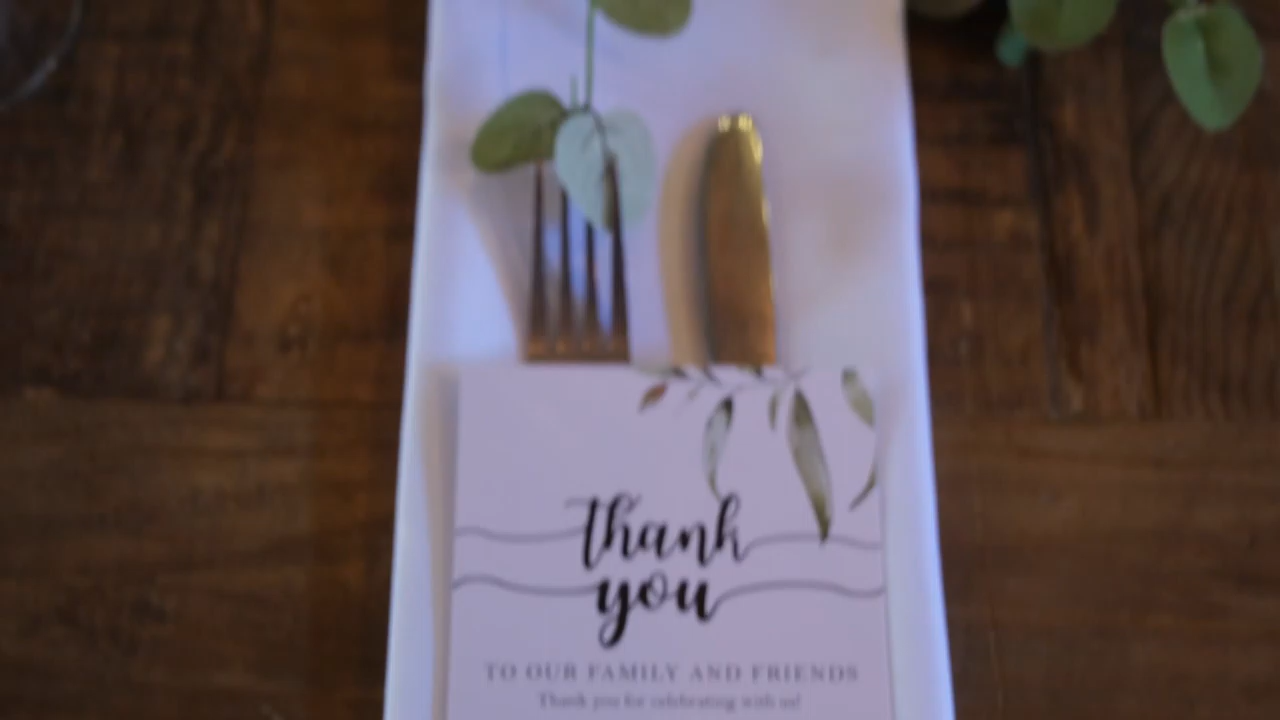 thank
you
TO OUR FAMILY AND FRIENDS
Thank you for celebrating with us!